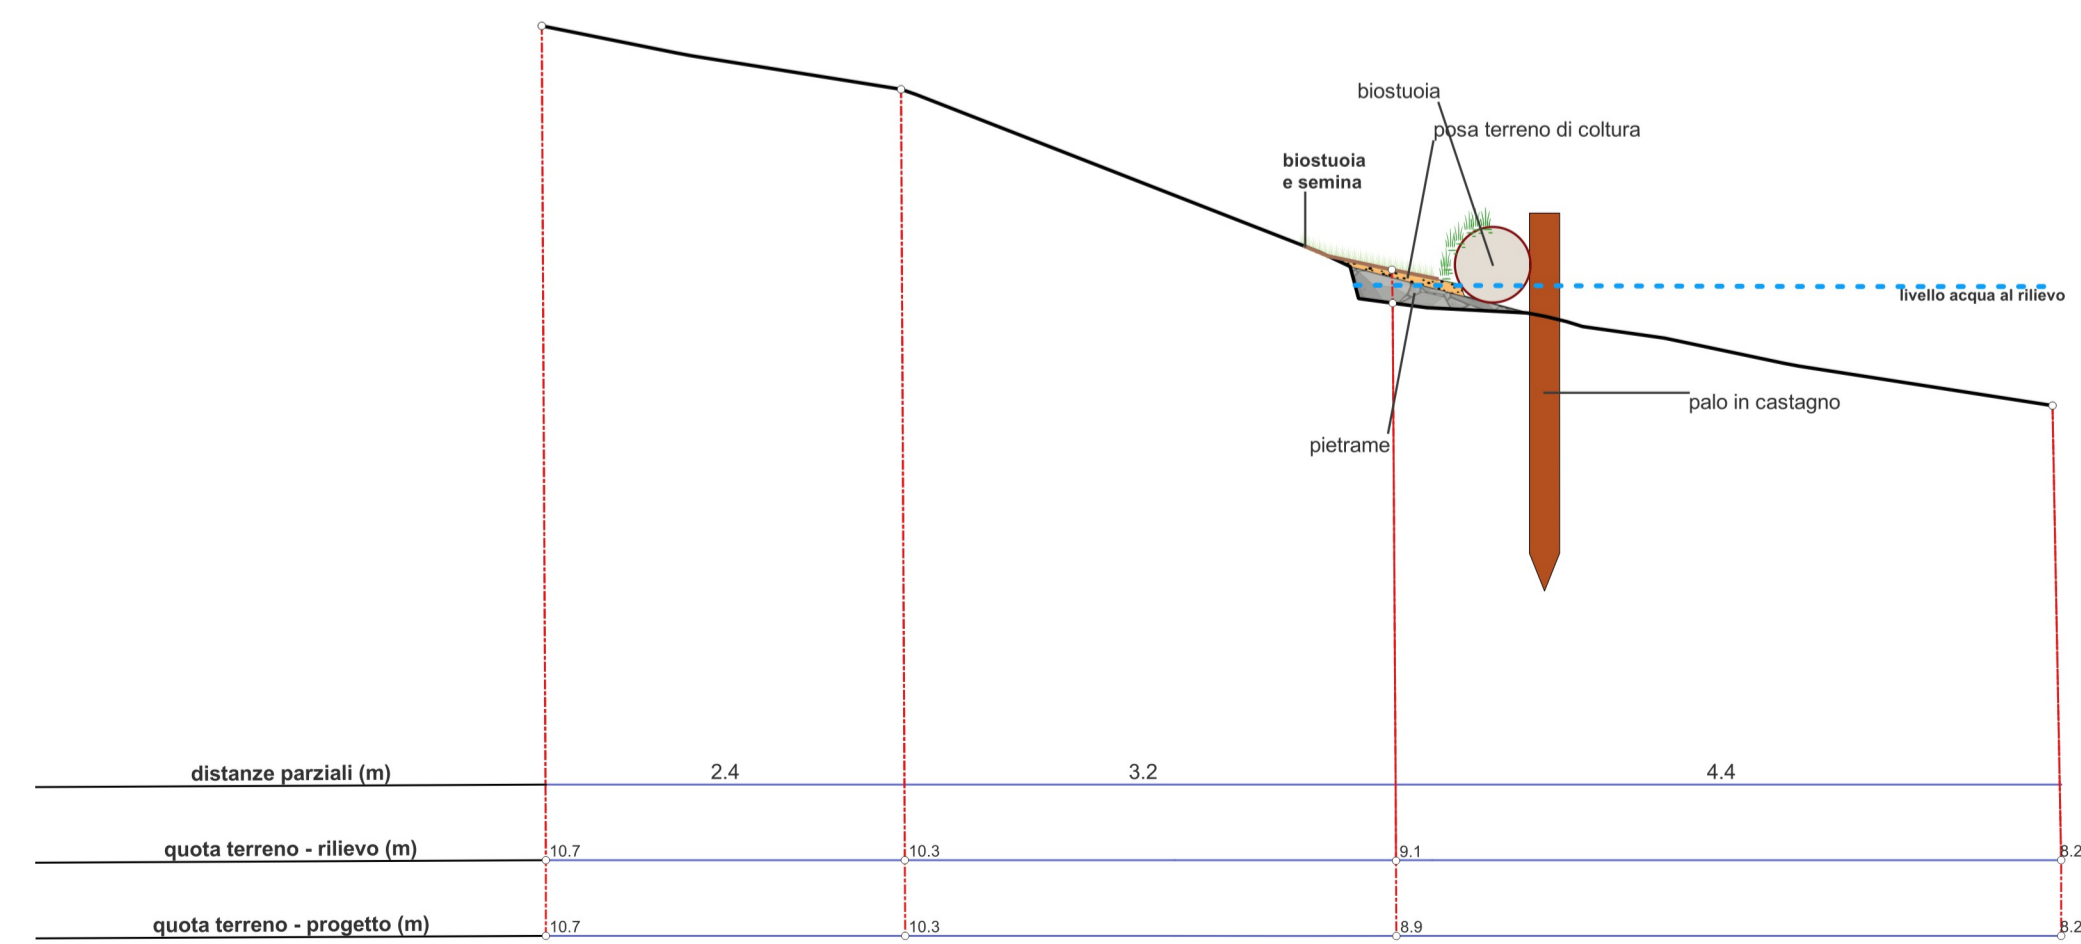 biostuoia
posa terreno di coltura
biostuoia
e semina
livello acqua al rilievo
palo in castagno
pietrame
distanze parziali (m) 2.4 3.2 4.4
quota terreno - rilievo (m) 10.7 10.3 9.1 8.2
quota terreno - progetto (m) 10.7 10.3 8.9 8.2